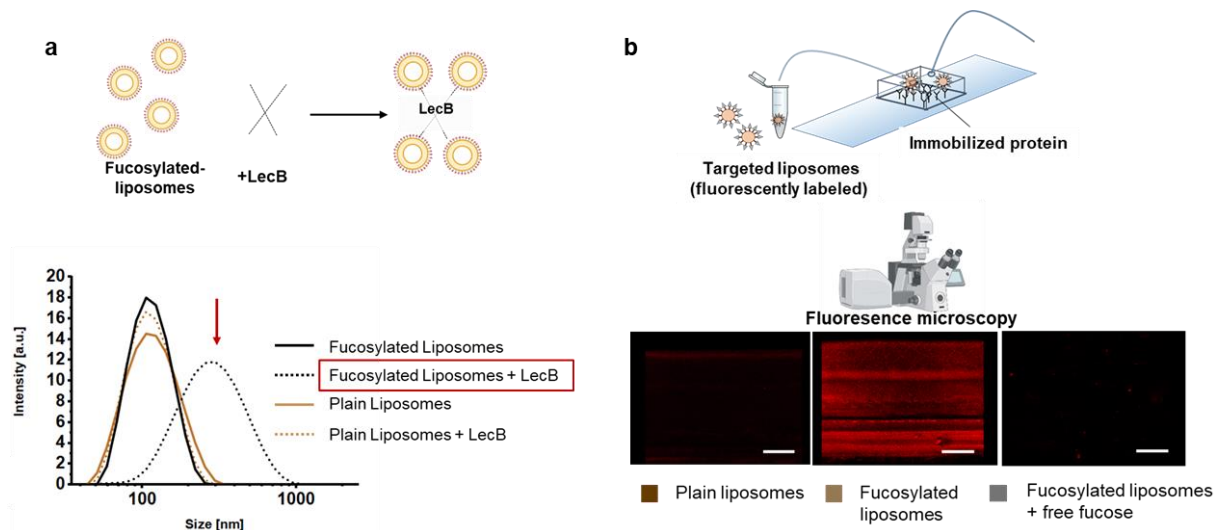 a
LecB
Fucosylated-
liposomes
+LecB
20
18
16
14
12
10
8
6
4
2
0
Intensity [a.u.]
100
1000
Size [nm]
Fucosylated Liposomes
Fucosylated Liposomes + LecB
Plain Liposomes
Plain Liposomes + LecB
b
Immobilized protein
Targeted liposomes
(fluorescently labeled)
Fluoresence microscopy
Plain liposomes
Fucosylated
liposomes
Fucosylated liposomes
+ free fucose